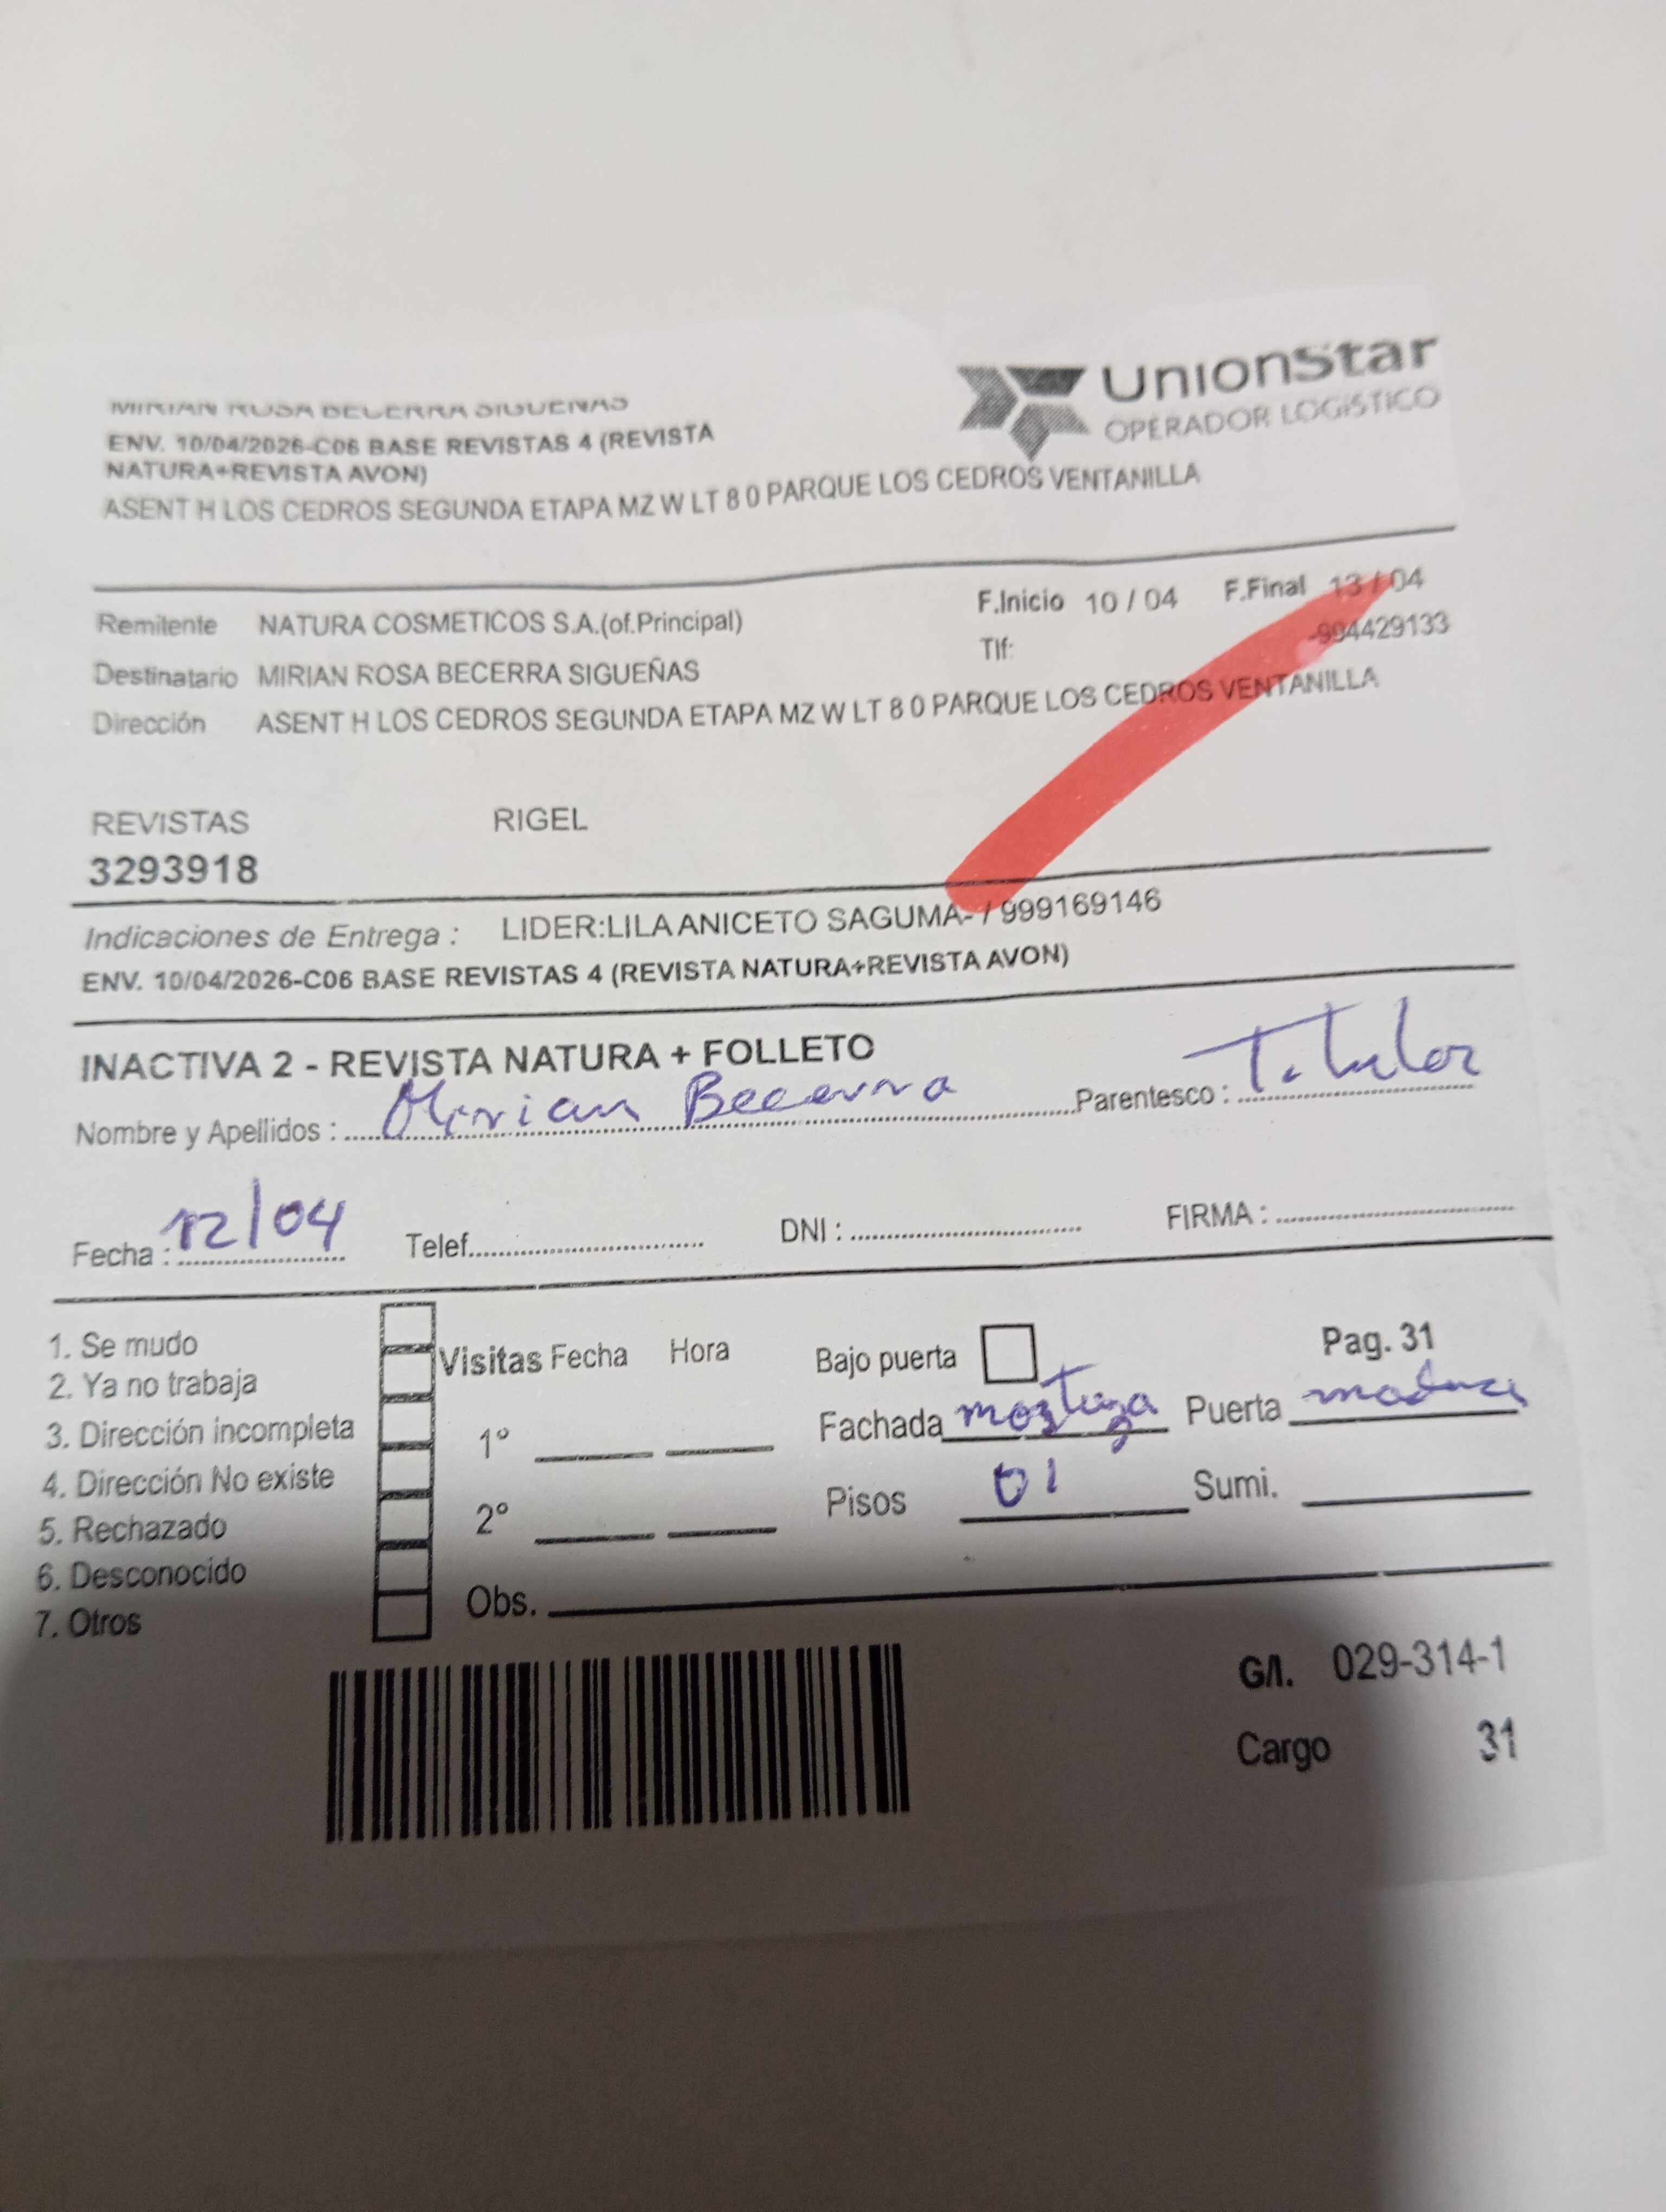 UnionStar
OPERADOR LOGISTICO
MIRIAN ROSA BECERRA SIGUEÑAS
ENV. 10/04/2026-C06 BASE REVISTAS 4 (REVISTA
NATURA+REVISTA AVON)
ASENT H LOS CEDROS SEGUNDA ETAPA MZ W LT 8 0 PARQUE LOS CEDROS VENTANILLA
Remitente NATURA COSMETICOS S.A.(of.Principal) F.Inicio 10 / 04 F.Final 13 / 04
Destinatario MIRIAN ROSA BECERRA SIGUEÑAS Tlf: -994429133
Dirección ASENT H LOS CEDROS SEGUNDA ETAPA MZ W LT 8 0 PARQUE LOS CEDROS VENTANILLA
REVISTAS RIGEL
3293918
Indicaciones de Entrega : LIDER:LILA ANICETO SAGUMA- / 999169146
ENV. 10/04/2026-C06 BASE REVISTAS 4 (REVISTA NATURA+REVISTA AVON)
INACTIVA 2 - REVISTA NATURA + FOLLETO
Nombre y Apellidos : Mirian Becerra Parentesco : Titular
Fecha : 12/04 Telef. DNI : FIRMA :
1. Se mudo
2. Ya no trabaja
3. Dirección incompleta
4. Dirección No existe
5. Rechazado
6. Desconocido
7. Otros
Visitas Fecha Hora
1°
2°
Obs.
Bajo puerta Pag. 31
Fachada mostaza Puerta madera
Pisos 01 Sumi.
G/I. 029-314-1
Cargo 31